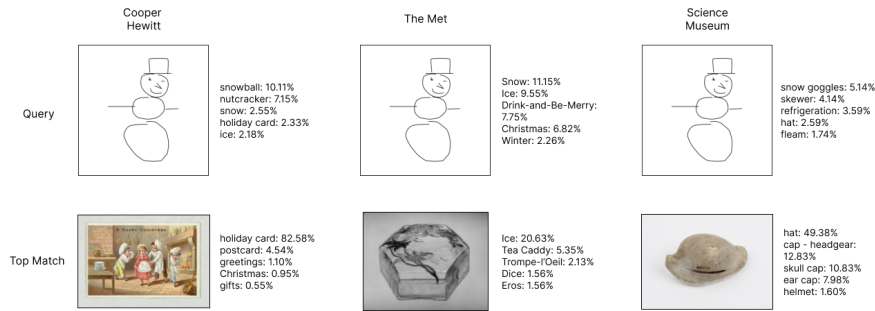 Cooper
Hewitt
The Met
Science
Museum
Query
snowball: 10.11%
nutcracker: 7.15%
snow: 2.55%
holiday card: 2.33%
ice: 2.18%
Snow: 11.15%
Ice: 9.55%
Drink-and-Be-Merry:
7.75%
Christmas: 6.82%
Winter: 2.26%
snow goggles: 5.14%
skewer: 4.14%
refrigeration: 3.59%
hat: 2.59%
fleam: 1.74%
Top Match
holiday card: 82.58%
postcard: 4.54%
greetings: 1.10%
Christmas: 0.95%
gifts: 0.55%
Ice: 20.63%
Tea Caddy: 5.35%
Trompe-l'Oeil: 2.13%
Dice: 1.56%
Eros: 1.56%
hat: 49.38%
cap - headgear:
12.83%
skull cap: 10.83%
ear cap: 7.98%
helmet: 1.60%